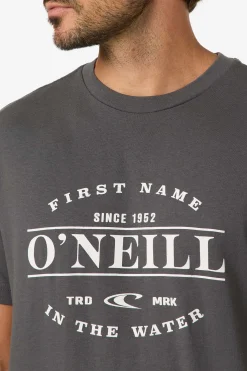 FIRST NAME
SINCE 1952
O'NEILL
TRD MRK
IN THE WATER